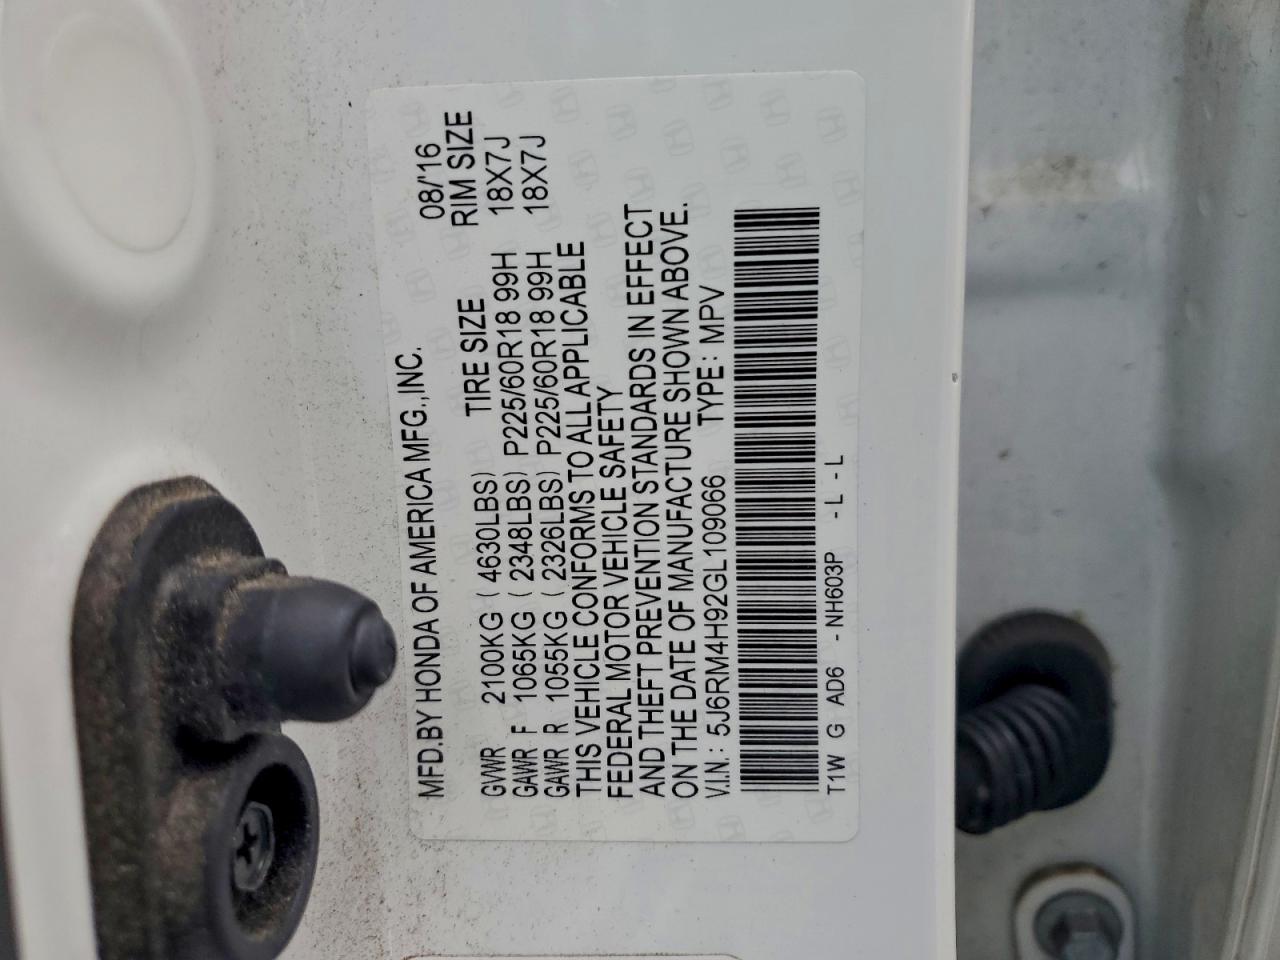 MFD.BY HONDA OF AMERICA MFG.,INC. 08/'16
TIRE SIZE RIM SIZE
GVWR 2100KG ( 4630LBS)
GAWR F 1065KG ( 2348LBS) P225/60R18 99H 18X7J
GAWR R 1055KG ( 2326LBS) P225/60R18 99H 18X7J
THIS VEHICLE CONFORMS TO ALL APPLICABLE
FEDERAL MOTOR VEHICLE SAFETY
AND THEFT PREVENTION STANDARDS IN EFFECT
ON THE DATE OF MANUFACTURE SHOWN ABOVE.
V.I.N.: 5J6RM4H92GL109066 TYPE: MPV
T1W G AD6 -NH603P -L -L